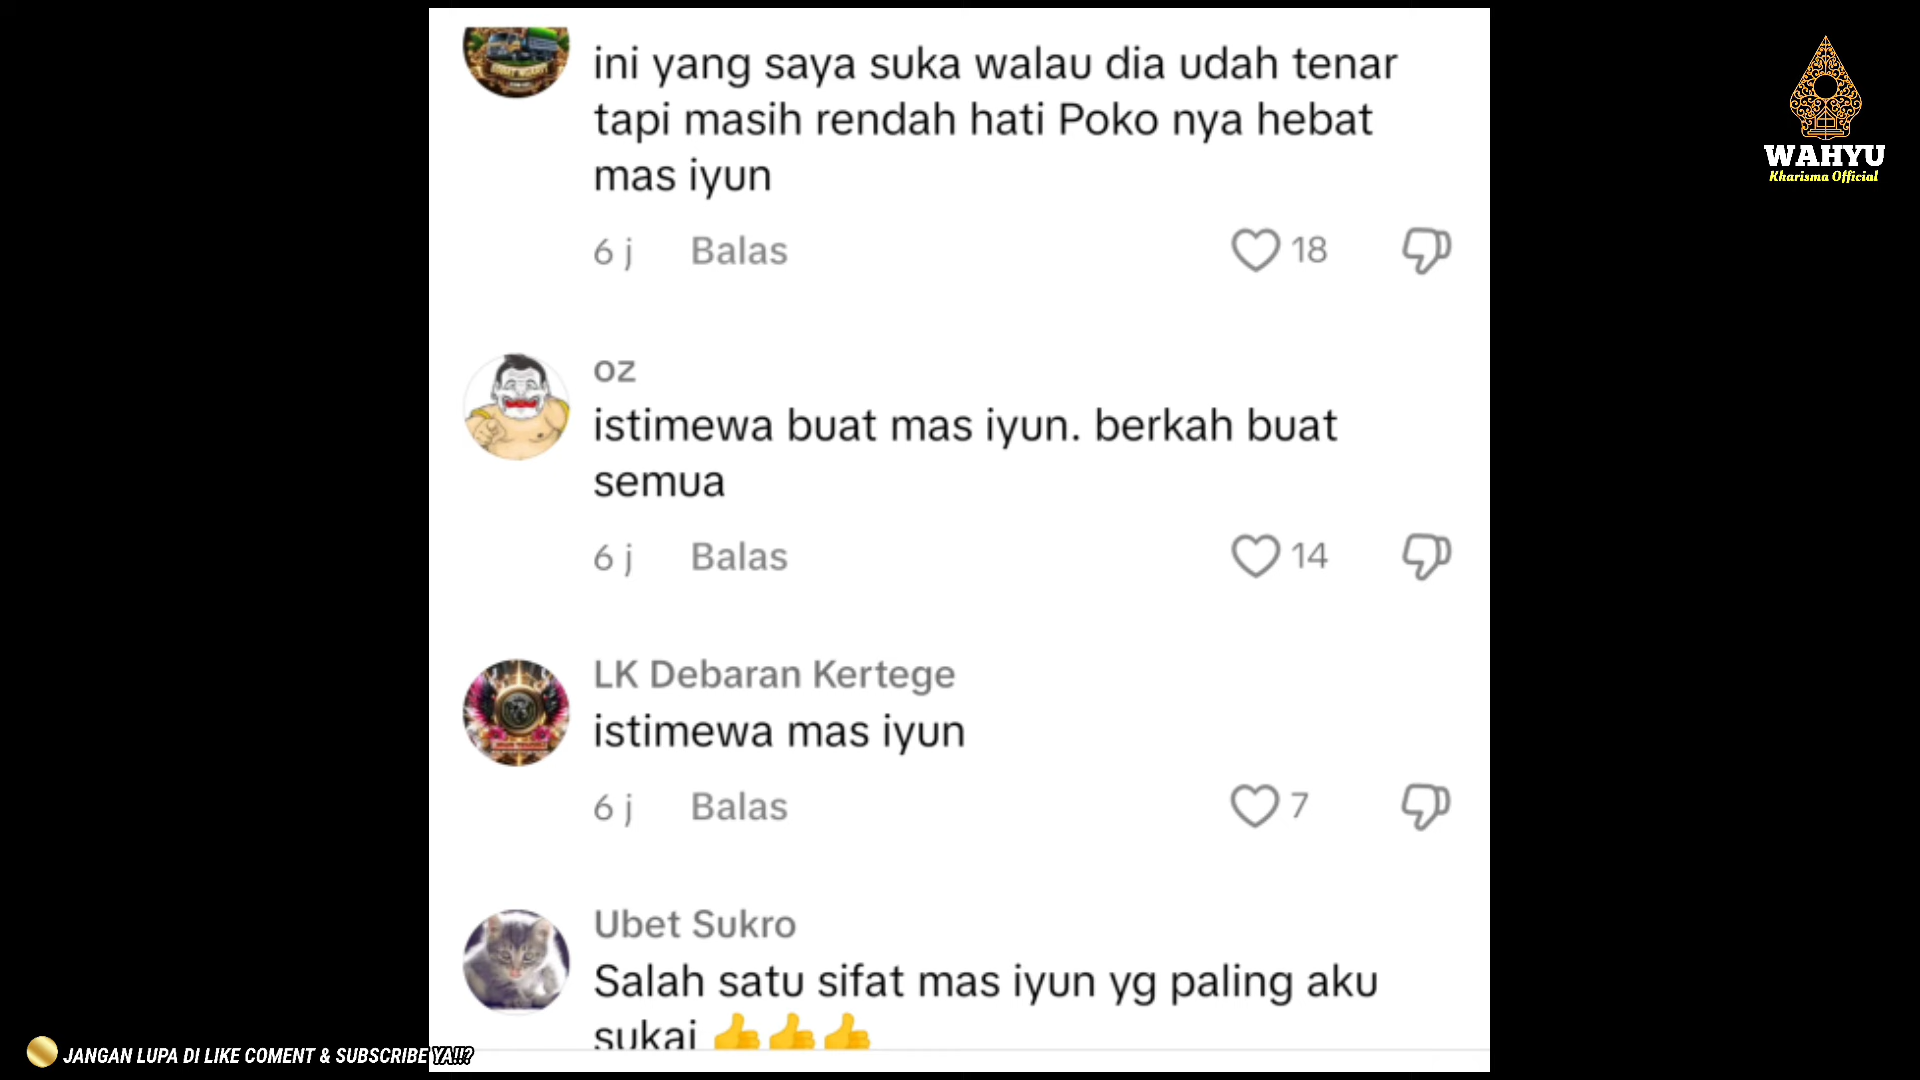 ini yang saya suka walau dia udah tenar
tapi masih rendah hati Poko nya hebat
mas iyun
6 j Balas 18
oz
istimewa buat mas iyun. berkah buat
semua
6 j Balas 14
LK Debaran Kertege
istimewa mas iyun
6 j Balas 7
Ubet Sukro
Salah satu sifat mas iyun yg paling aku
sukai 👍👍👍
WAHYU
Kharisma Official
JANGAN LUPA DI LIKE COMENT & SUBSCRIBE YA!!?